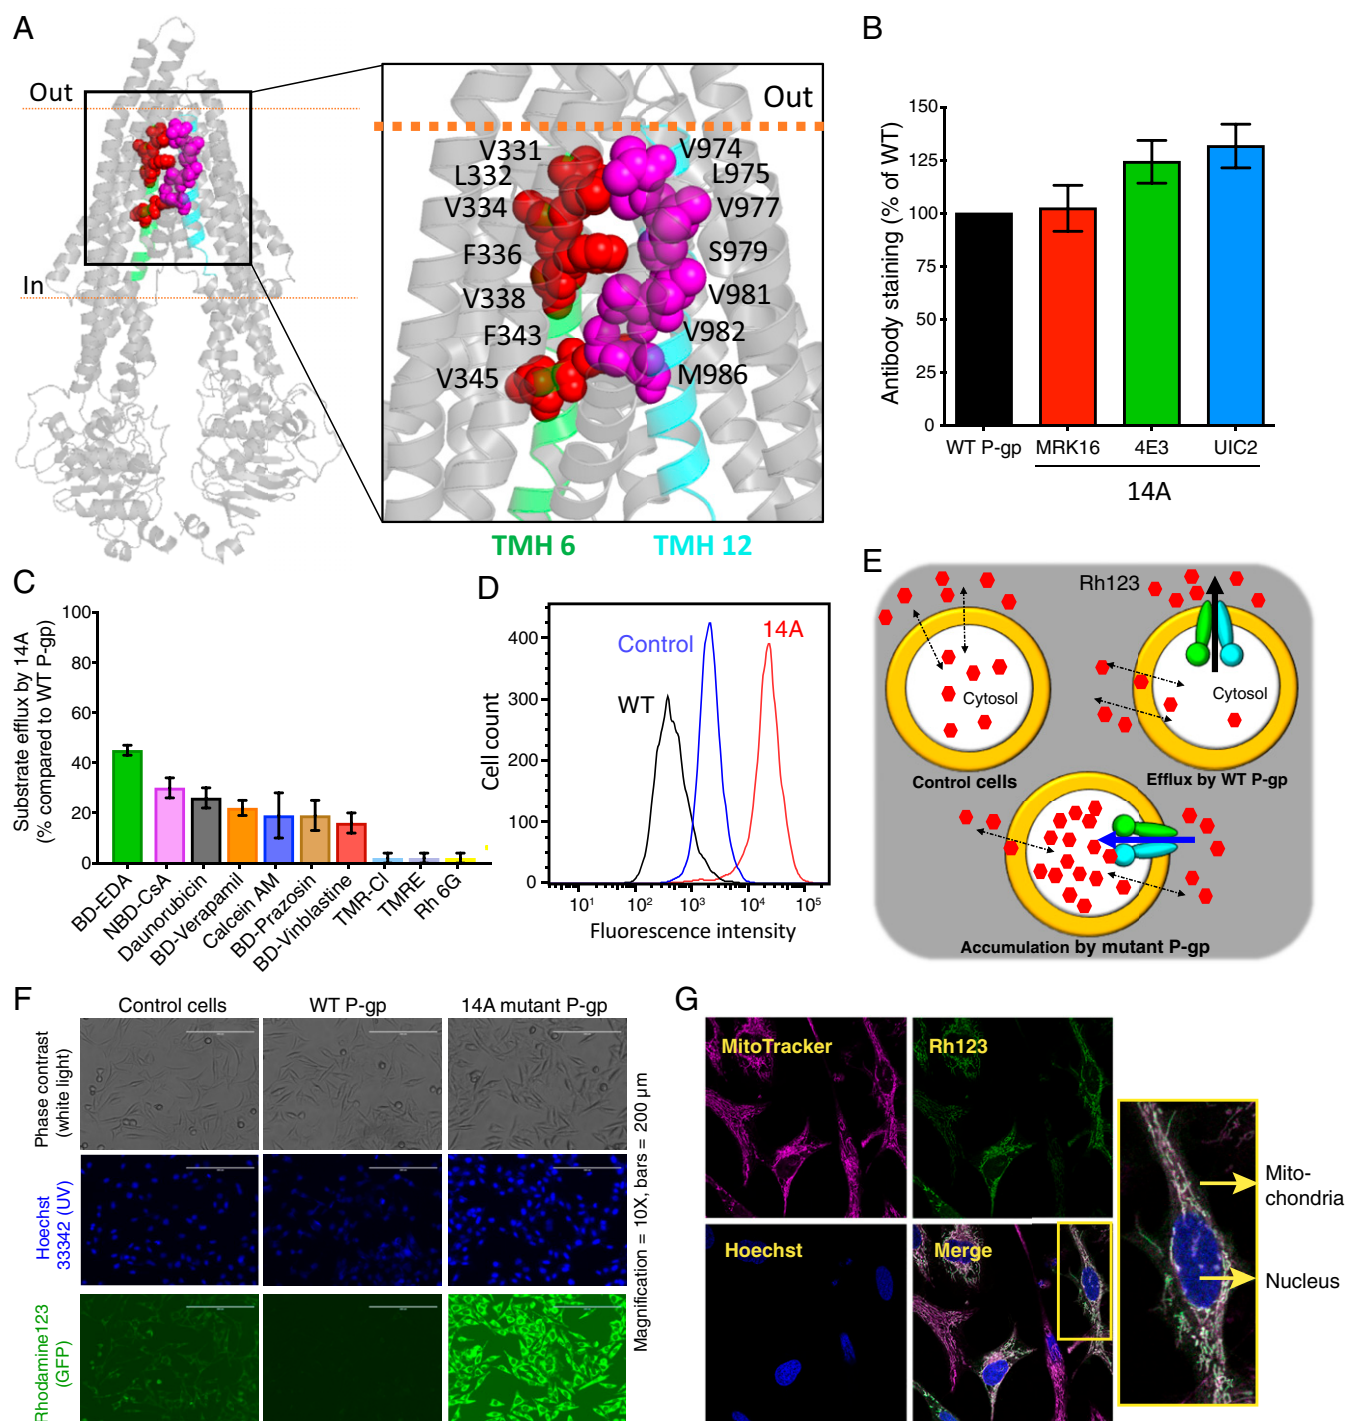 A
Out
In
Out
V331
L332
V334
F336
V338
F343
V345
V974
L975
V977
S979
V981
V982
M986
TMH 6
TMH 12
B
Antibody staining (% of WT)
150
125
100
75
50
25
0
WT P-gp
MRK16
4E3
UIC2
14A
C
Substrate efflux by 14A
(% compared to WT P-gp)
100
80
60
40
20
0
BD-EDA
NBD-CsA
Daunorubicin
BD-Verapamil
Calcein AM
BD-Prazosin
BD-Vinblastine
TMR-Cl
TMRE
Rh 6G
D
Cell count
400
300
200
100
0
WT
Control
14A
10¹
10²
10³
10⁴
10⁵
Fluorescence intensity
E
Rh123
Cytosol
Control cells
Cytosol
Efflux by WT P-gp
Accumulation by mutant P-gp
F
Control cells
WT P-gp
14A mutant P-gp
Phase contrast
(white light)
Hoechst
33342 (UV)
Rhodamine123
(GFP)
Magnification = 10X, bars = 200 µm
G
MitoTracker
Rh123
Hoechst
Merge
Mito-
chondria
Nucleus